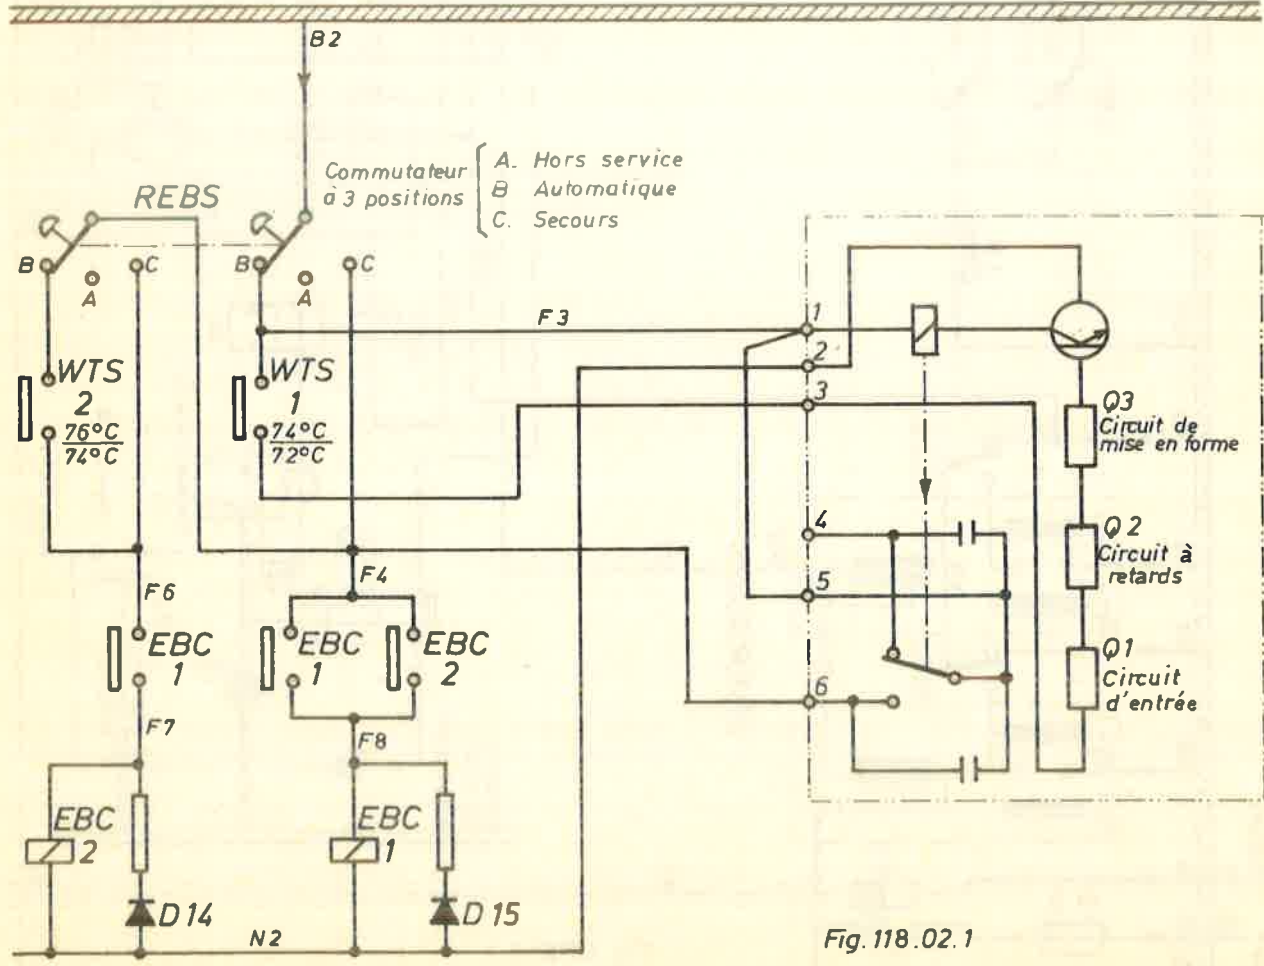 B2
Commutateur
à 3 positions
A. Hors service
B Automatique
C. Secours
REBS
B
A
C
B
A
C
F3
WTS
2
76°C
74°C
WTS
1
74°C
72°C
1
2
3
4
5
6
Q3
Circuit de
mise en forme
Q2
Circuit à
retards
Q1
Circuit
d'entrée
F6
F4
EBC
1
EBC
1
EBC
2
F7
F8
EBC
2
EBC
1
D14
D15
N2
Fig.118.02.1